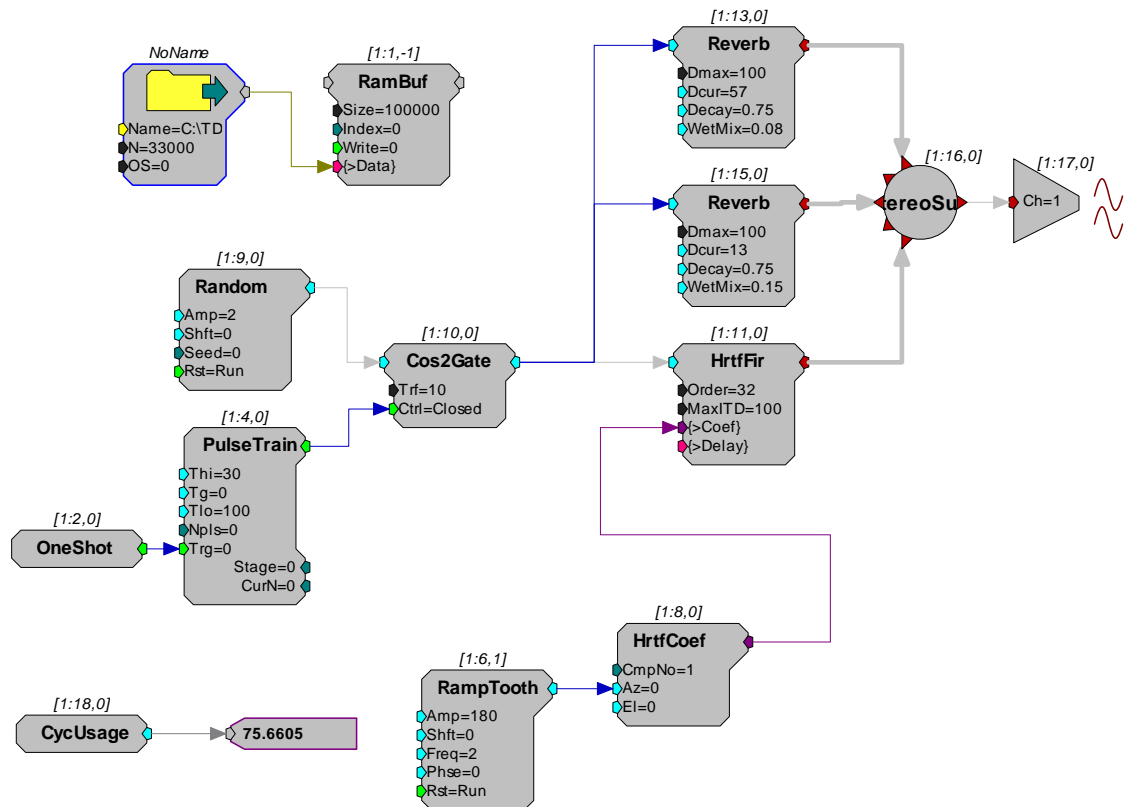 NoName
Name=C:\TD
N=33000
OS=0
[1:1,-1]
RamBuf
Size=100000
Index=0
Write=0
{>Data}
[1:13,0]
Reverb
Dmax=100
Dcur=57
Decay=0.75
WetMix=0.08
[1:15,0]
Reverb
Dmax=100
Dcur=13
Decay=0.75
WetMix=0.15
[1:16,0]
ereoSu
[1:17,0]
Ch=1
[1:9,0]
Random
Amp=2
Shft=0
Seed=0
Rst=Run
[1:10,0]
Cos2Gate
Trf=10
Ctrl=Closed
[1:11,0]
HrtfFir
Order=32
MaxITD=100
{>Coef}
{>Delay}
[1:4,0]
PulseTrain
Thi=30
Tg=0
Tlo=100
Npls=0
Trg=0
Stage=0
CurN=0
[1:2,0]
OneShot
[1:8,0]
HrtfCoef
CmpNo=1
Az=0
El=0
[1:6,1]
RampTooth
Amp=180
Shft=0
Freq=2
Phse=0
Rst=Run
[1:18,0]
CycUsage
75.6605